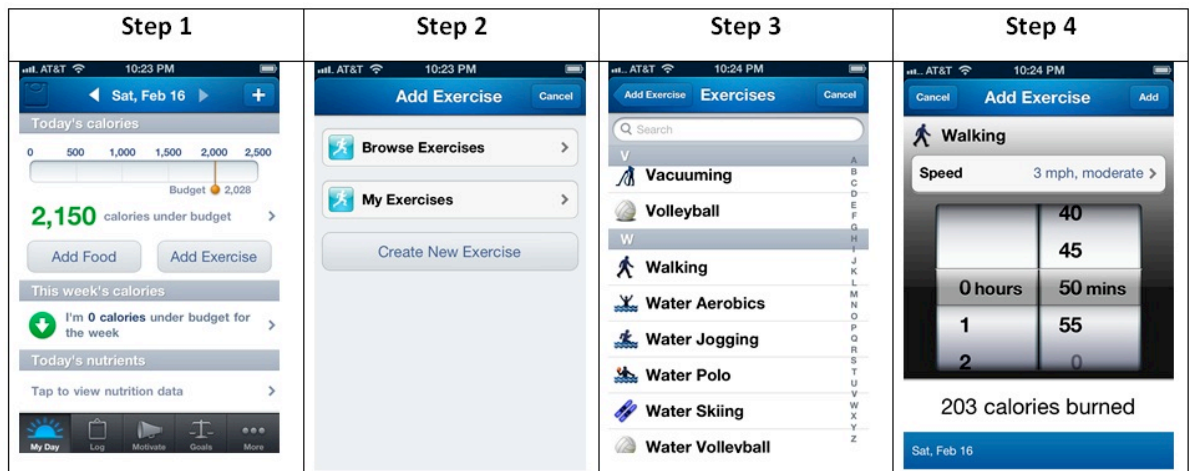 Step 1
Step 2
Step 3
Step 4
AT&T 10:23 PM
Sat, Feb 16 +
Today's calories
0 500 1,000 1,500 2,000 2,500
Budget 2,028
2,150 calories under budget
Add Food
Add Exercise
This week's calories
I'm 0 calories under budget for
the week
Today's nutrients
Tap to view nutrition data
My Day Log Motivate Goals More
AT&T 10:23 PM
Add Exercise Cancel
Browse Exercises
My Exercises
Create New Exercise
AT&T 10:24 PM
Add Exercise Exercises Cancel
Search
V
Vacuuming
Volleyball
W
Walking
Water Aerobics
Water Jogging
Water Polo
Water Skiing
Water Volleyball
A
B
C
D
E
F
G
H
I
J
K
L
M
N
O
P
Q
R
S
T
U
V
W
X
Y
Z
AT&T 10:24 PM
Cancel Add Exercise Add
Walking
Speed 3 mph, moderate
40
45
0 hours 50 mins
1 55
2 0
203 calories burned
Sat, Feb 16